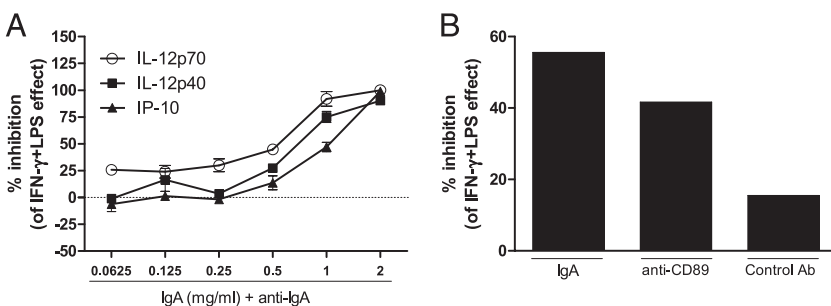 A
% inhibition
(of IFN-γ+LPS effect)
150
125
100
75
50
25
0
-25
-50
IL-12p70
IL-12p40
IP-10
0.0625 0.125 0.25 0.5 1 2
IgA (mg/ml) + anti-IgA
B
% inhibition
(of IFN-γ+LPS effect)
60
40
20
0
IgA anti-CD89 Control Ab